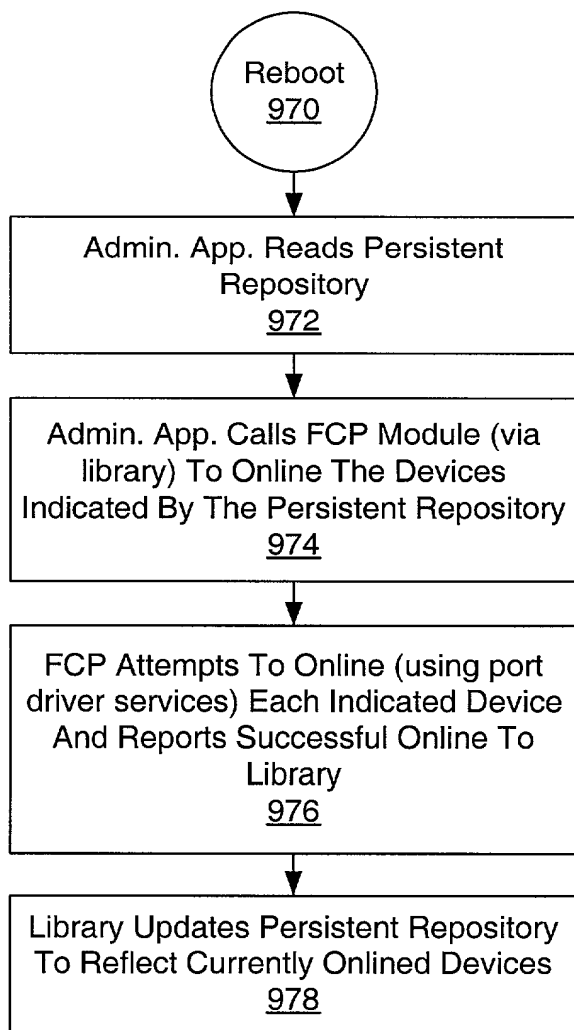 Reboot
970
Admin. App. Reads Persistent
Repository
972
Admin. App. Calls FCP Module (via
library) To Online The Devices
Indicated By The Persistent Repository
974
FCP Attempts To Online (using port
driver services) Each Indicated Device
And Reports Successful Online To
Library
976
Library Updates Persistent Repository
To Reflect Currently Onlined Devices
978